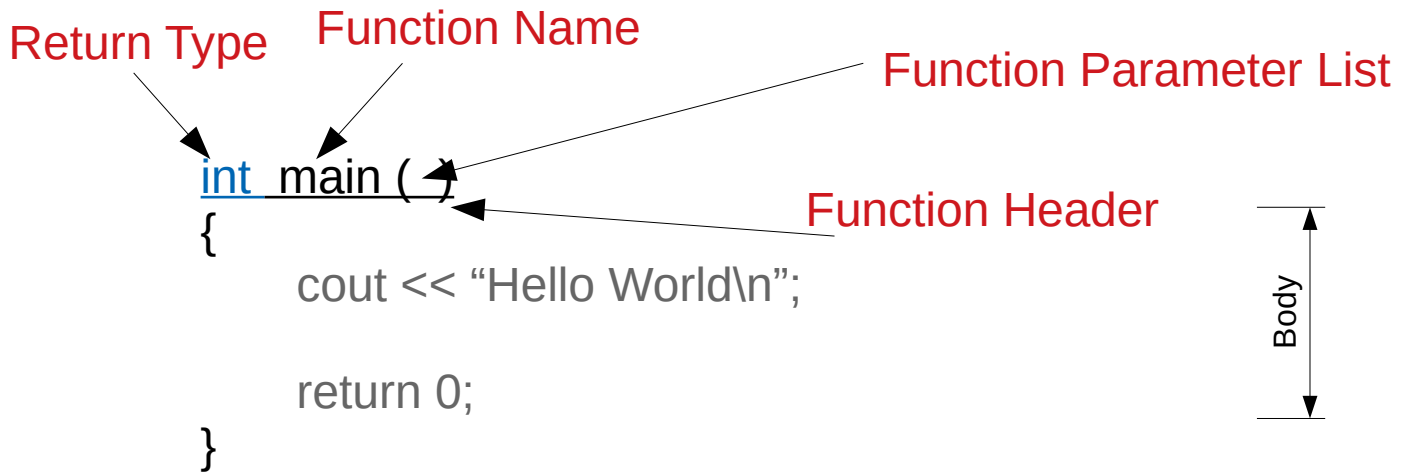 Return Type
Function Name
Function Parameter List
int main ( )
Function Header
{
cout << “Hello World\n”;
Body
return 0;
}